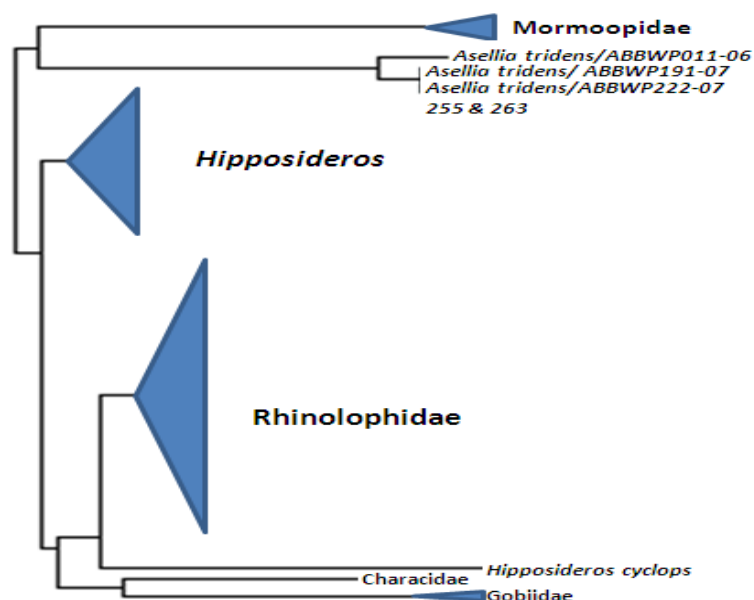 Mormoopidae
Asellia tridens/ABBWP011-06
Asellia tridens/ ABBWP191-07
Asellia tridens/ABBWP222-07
255 & 263
Hipposideros
Rhinolophidae
Hipposideros cyclops
Characidae
Gobiidae